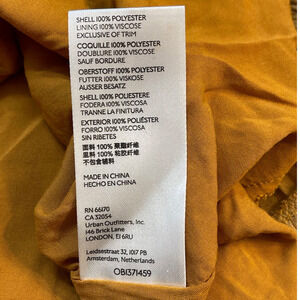 SHELL 100% POLYESTER
LINING 100% VISCOSE
EXCLUSIVE OF TRIM
COQUILLE 100% POLYESTER
DOUBLURE 100% VISCOSE
SAUF BORDURE
OBERSTOFF 100% POLYESTER
FUTTER 100% VISKOSE
AUSSER BESATZ
SHELL 100% POLIESTERE
FODERA 100% VISCOSA
TRANNE LA FINITURA
EXTERIOR 100% POLIÉSTER
FORRO 100% VISCOSA
SIN RIBETES
面料 100% 聚酯纤维
里料 100% 粘胶纤维
不包含辅料
MADE IN CHINA
HECHO EN CHINA
RN 66170
CA 32054
Urban Outfitters, Inc.
146 Brick Lane
LONDON, E1 6RU
Leidsestraat 32, 1017 PB
Amsterdam, Netherlands
OB1371459